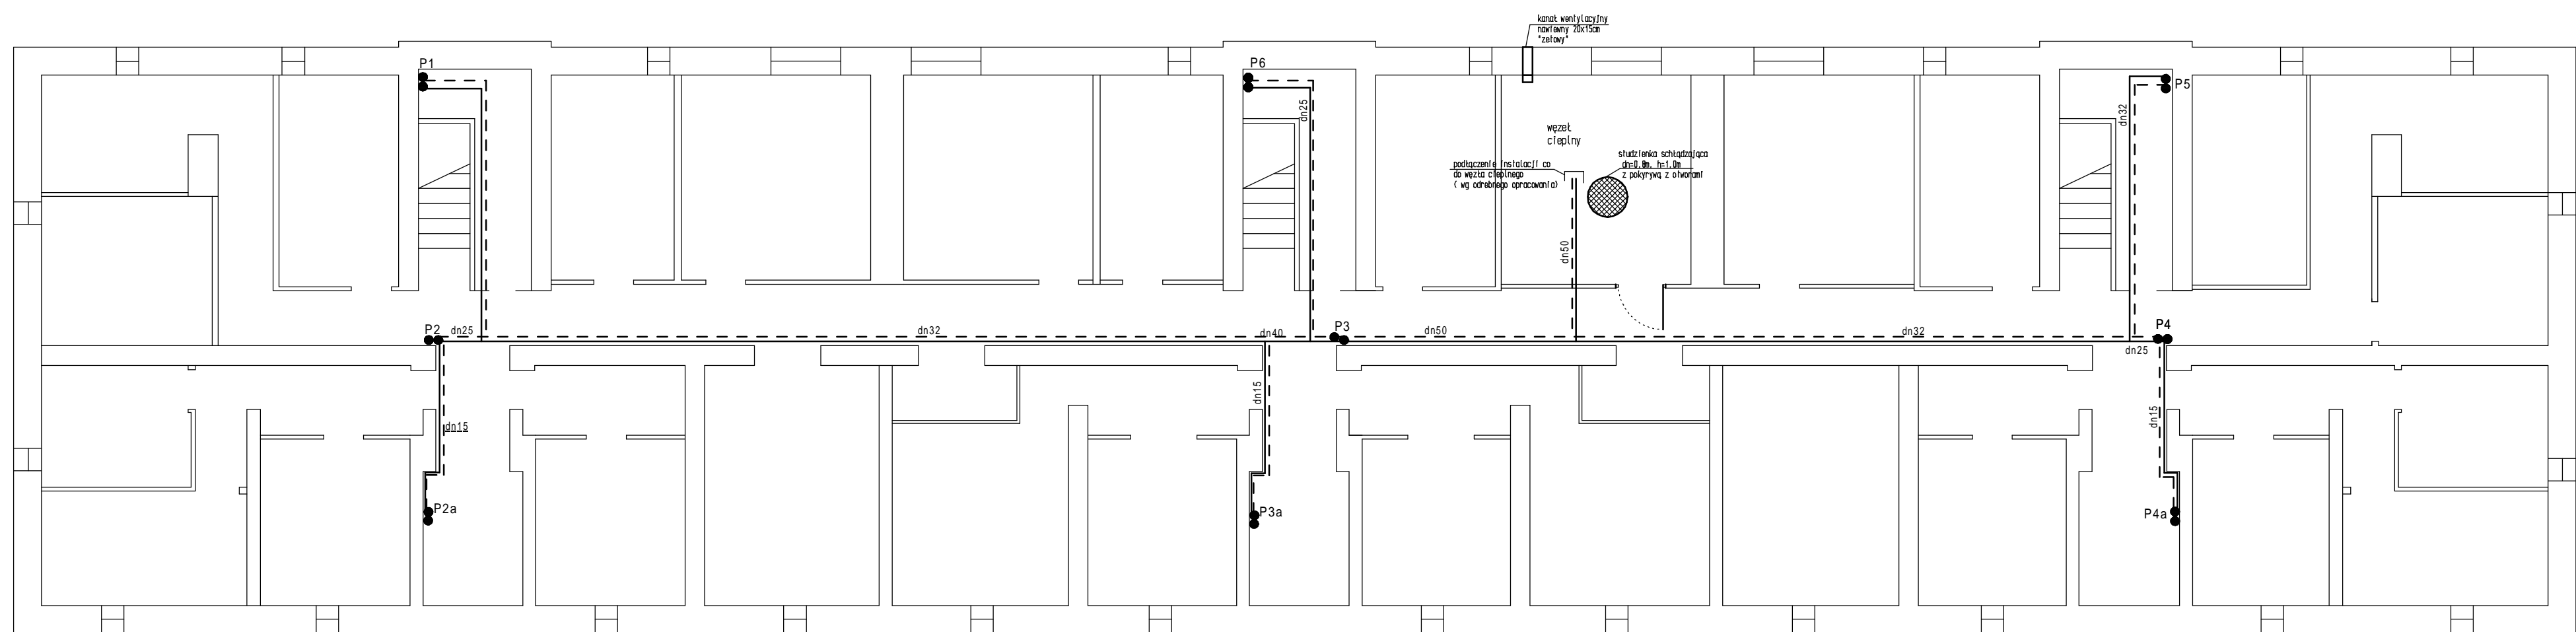 kanał wentylacyjny
nawiewny 20x15cm
"zetowy"
P1
P6
P5
dn25
dn32
węzeł
cieplny
studzienka schładzająca
dn=0,8m, h=1.0m
z pokyrywą z otworami
podłączenie instalacji co
do węzła cieplnego
( wg odrebnego opracowania)
dn50
P2
dn25
dn32
dn40
P3
dn50
dn32
P4
dn25
dn15
dn15
dn15
P2a
P3a
P4a